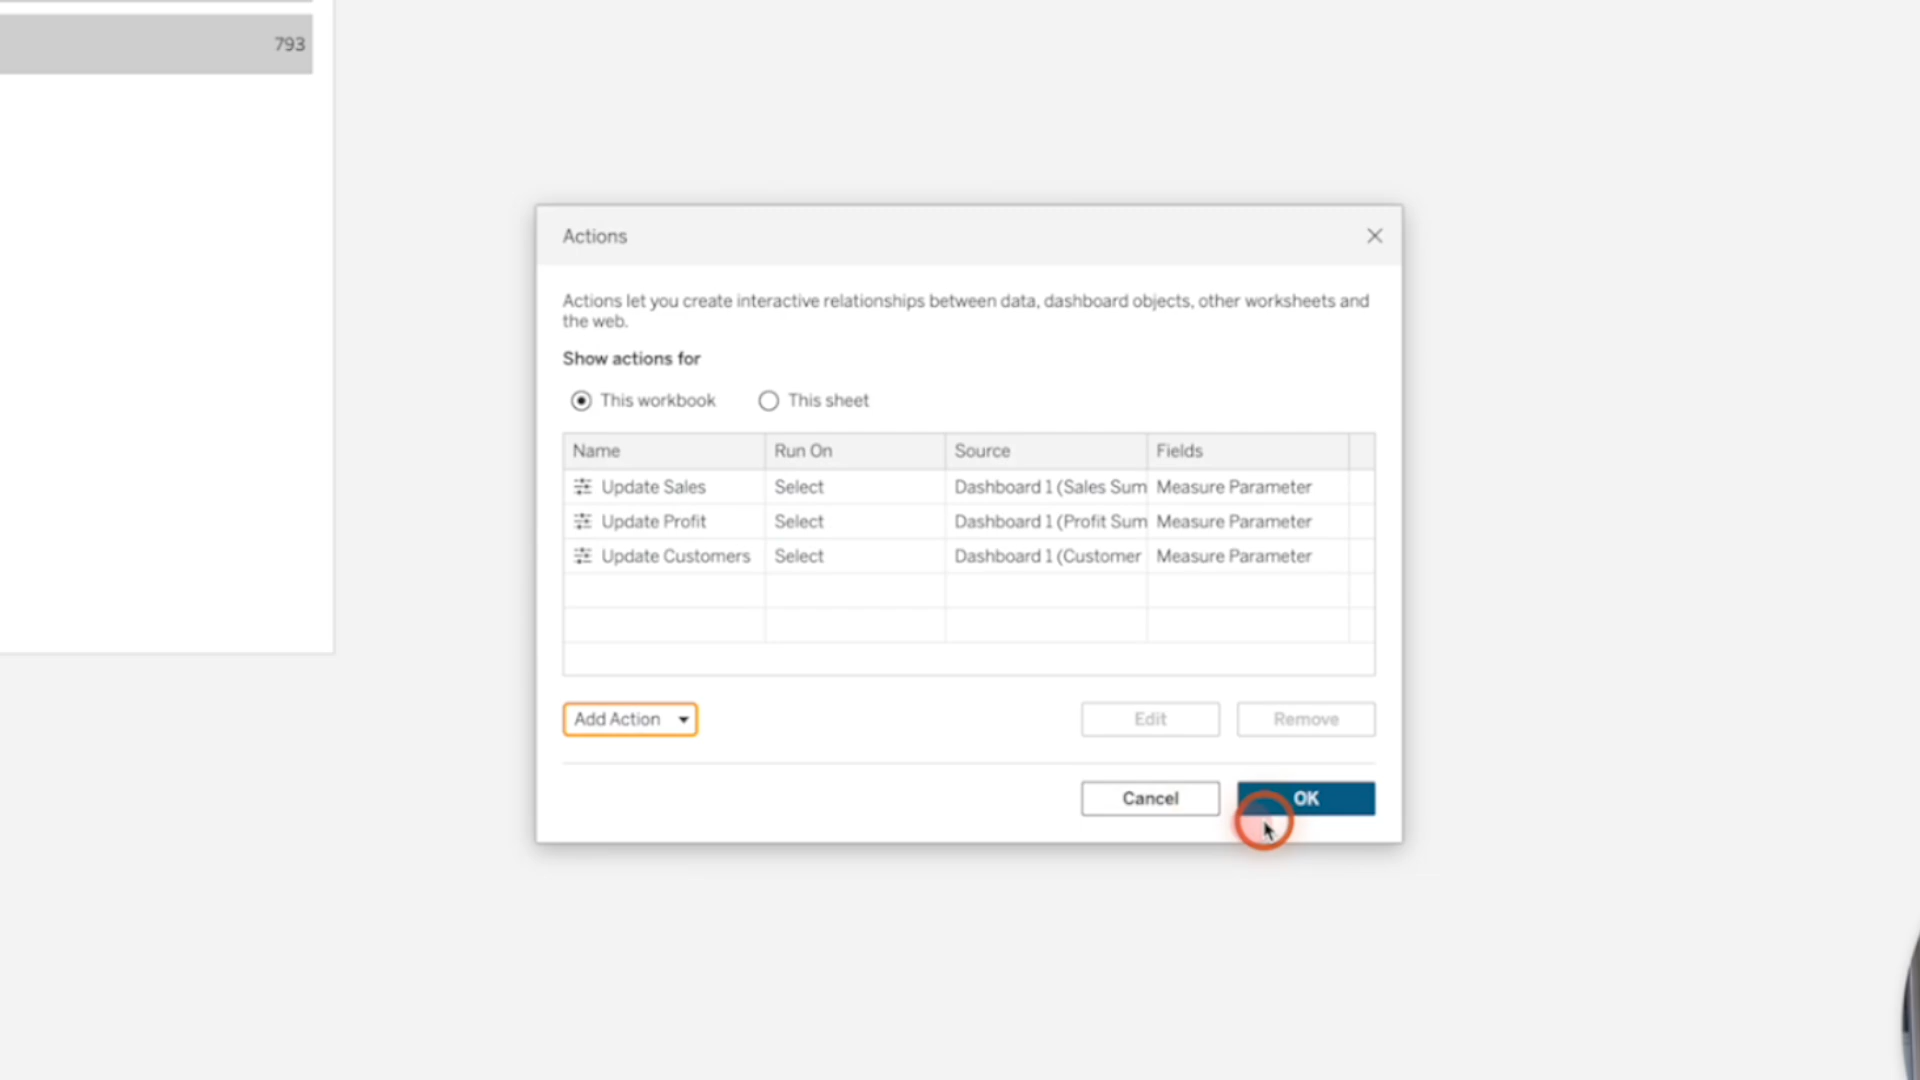 793
Actions
Actions let you create interactive relationships between data, dashboard objects, other worksheets and
the web.
Show actions for
This workbook This sheet
Name Run On Source Fields
Update Sales Select Dashboard 1 (Sales Sum Measure Parameter
Update Profit Select Dashboard 1 (Profit Sum Measure Parameter
Update Customers Select Dashboard 1 (Customer Measure Parameter
Add Action Edit Remove
Cancel OK